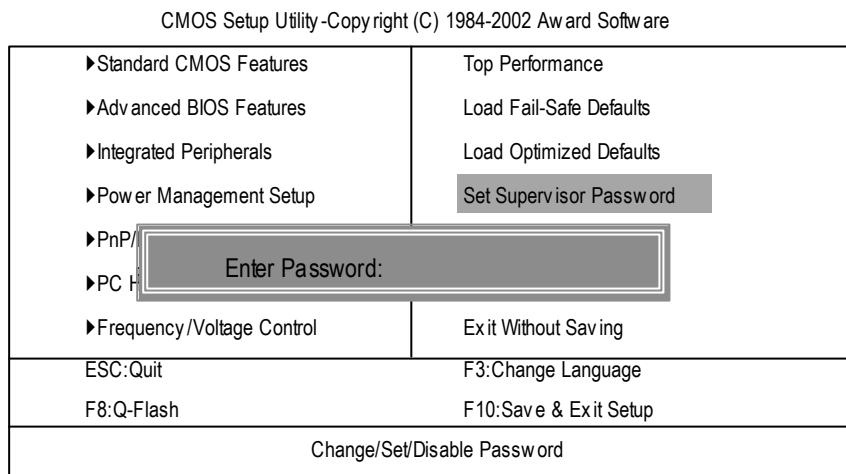 CMOS Setup Utility-Copyright (C) 1984-2002 Award Software
▶Standard CMOS Features
Top Performance
▶Advanced BIOS Features
Load Fail-Safe Defaults
▶Integrated Peripherals
Load Optimized Defaults
▶Power Management Setup
Set Supervisor Password
▶PnP/
Enter Password:
▶PC H
▶Frequency/Voltage Control
Exit Without Saving
ESC:Quit
F3:Change Language
F8:Q-Flash
F10:Save & Exit Setup
Change/Set/Disable Password